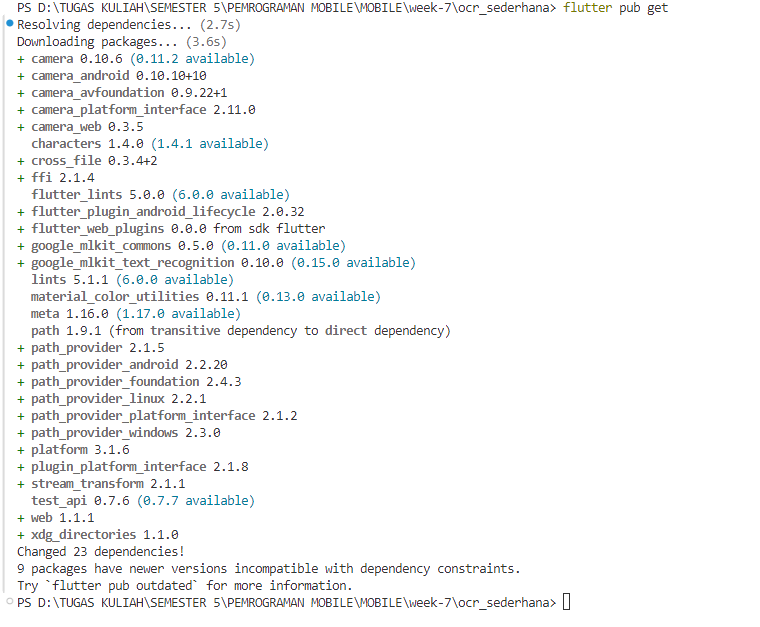 PS D:\TUGAS KULIAH\SEMESTER 5\PEMROGRAMAN MOBILE\MOBILE\week-7\ocr_sederhana> flutter pub get
Resolving dependencies... (2.7s)
Downloading packages... (3.6s)
+ camera 0.10.6 (0.11.2 available)
+ camera_android 0.10.10+10
+ camera_avfoundation 0.9.22+1
+ camera_platform_interface 2.11.0
+ camera_web 0.3.5
characters 1.4.0 (1.4.1 available)
+ cross_file 0.3.4+2
+ ffi 2.1.4
flutter_lints 5.0.0 (6.0.0 available)
+ flutter_plugin_android_lifecycle 2.0.32
+ flutter_web_plugins 0.0.0 from sdk flutter
+ google_mlkit_commons 0.5.0 (0.11.0 available)
+ google_mlkit_text_recognition 0.10.0 (0.15.0 available)
lints 5.1.1 (6.0.0 available)
material_color_utilities 0.11.1 (0.13.0 available)
meta 1.16.0 (1.17.0 available)
path 1.9.1 (from transitive dependency to direct dependency)
+ path_provider 2.1.5
+ path_provider_android 2.2.20
+ path_provider_foundation 2.4.3
+ path_provider_linux 2.2.1
+ path_provider_platform_interface 2.1.2
+ path_provider_windows 2.3.0
+ platform 3.1.6
+ plugin_platform_interface 2.1.8
+ stream_transform 2.1.1
test_api 0.7.6 (0.7.7 available)
+ web 1.1.1
+ xdg_directories 1.1.0
Changed 23 dependencies!
9 packages have newer versions incompatible with dependency constraints.
Try `flutter pub outdated` for more information.
PS D:\TUGAS KULIAH\SEMESTER 5\PEMROGRAMAN MOBILE\MOBILE\week-7\ocr_sederhana>